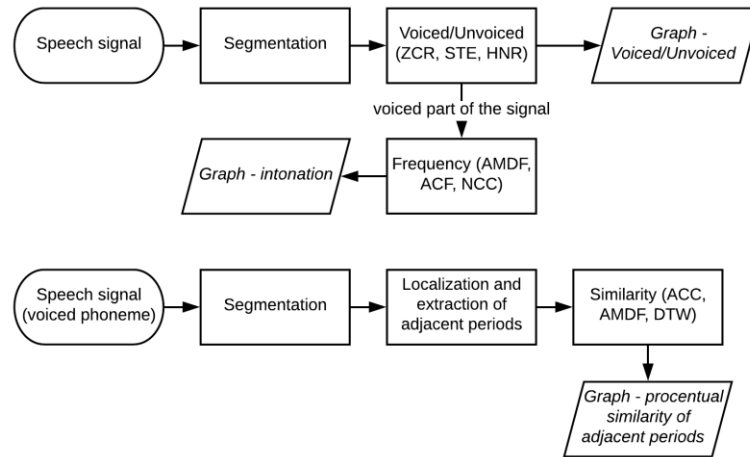 Speech signal
Segmentation
Voiced/Unvoiced
(ZCR, STE, HNR)
Graph -
Voiced/Unvoiced
voiced part of the signal
Graph - intonation
Frequency (AMDF,
ACF, NCC)
Speech signal
(voiced phoneme)
Segmentation
Localization and
extraction of
adjacent periods
Similarity (ACC,
AMDF, DTW)
Graph - procentual
similarity of
adjacent periods